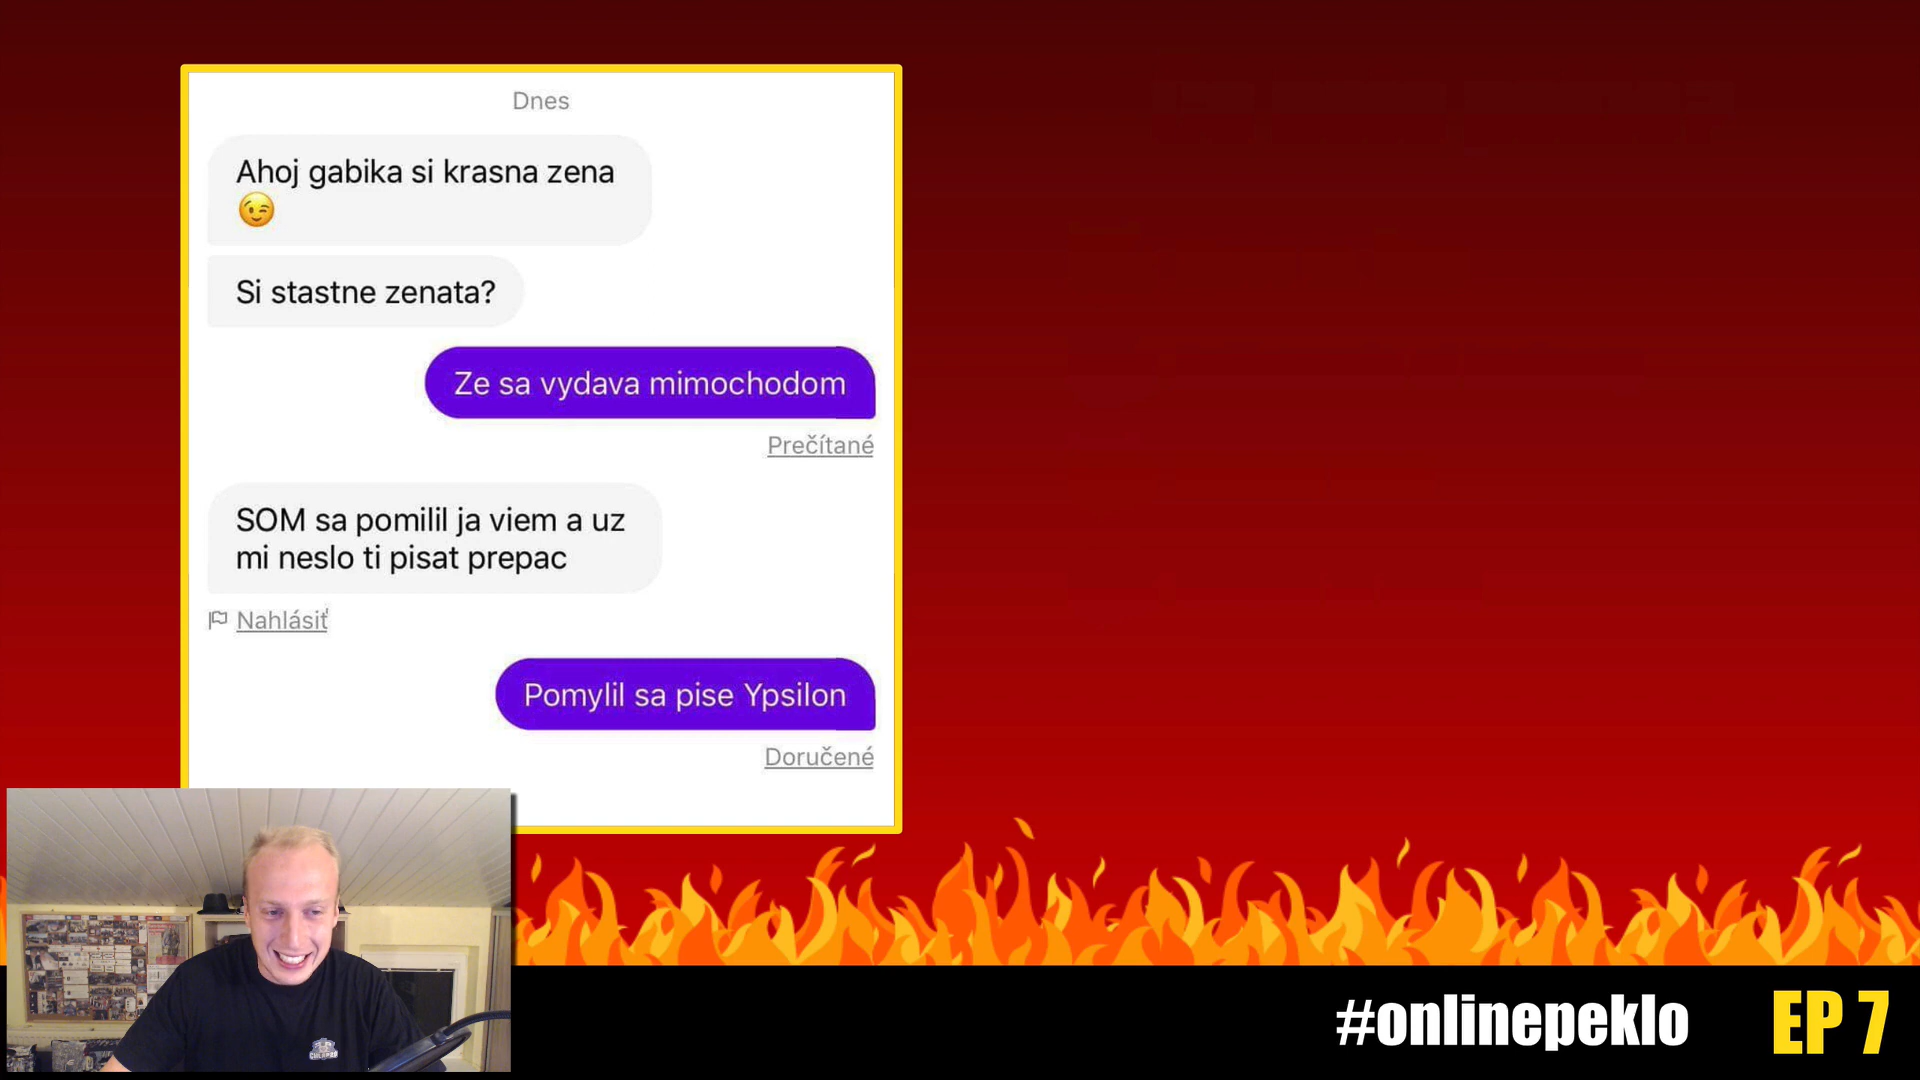 Dnes
Ahoj gabika si krasna zena
😉
Si stastne zenata?
Ze sa vydava mimochodom
Prečítané
SOM sa pomilil ja viem a uz
mi neslo ti pisat prepac
Nahlásiť
Pomylil sa pise Ypsilon
Doručené
#onlinepeklo
EP 7